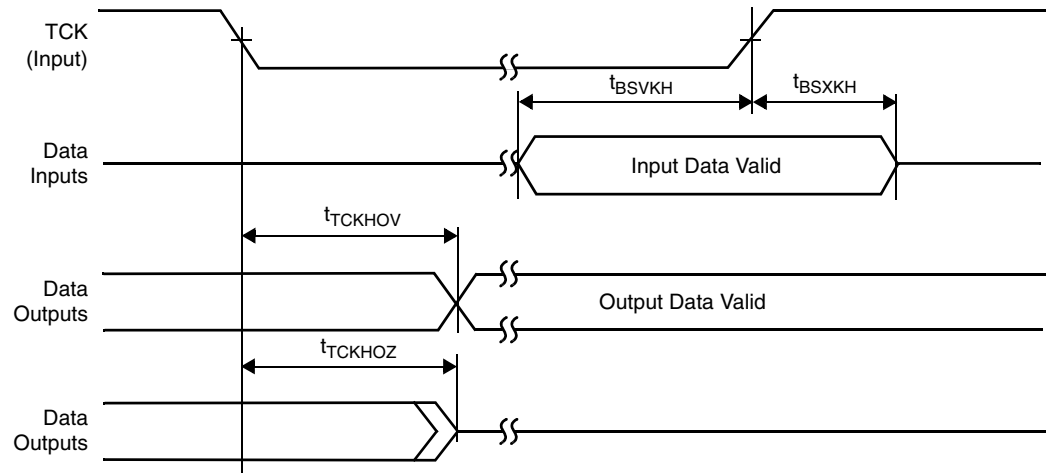 TCK
(Input)
tBSVKH
tBSXKH
Data
Inputs
Input Data Valid
tTCKHOV
Data
Outputs
Output Data Valid
tTCKHOZ
Data
Outputs